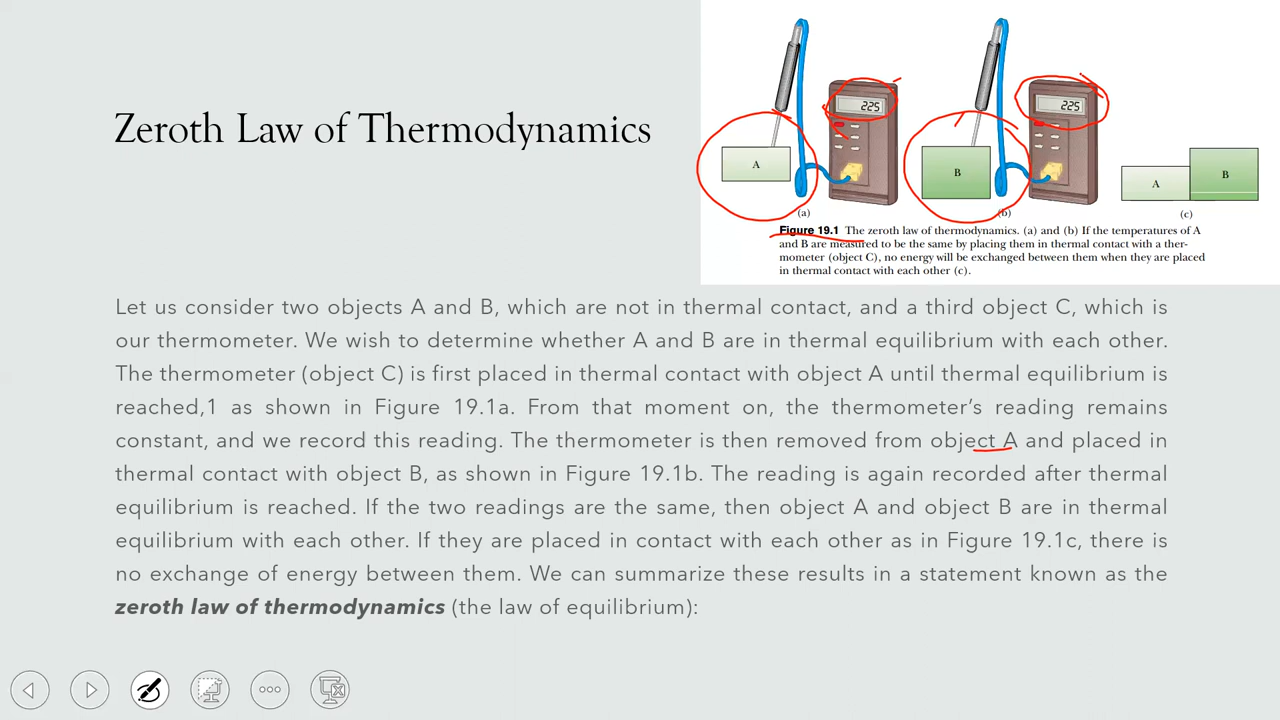 Zeroth Law of Thermodynamics
225
225
A
B
A
B
(a)
(b)
(c)
Figure 19.1 The zeroth law of thermodynamics. (a) and (b) If the temperatures of A
and B are measured to be the same by placing them in thermal contact with a ther-
mometer (object C), no energy will be exchanged between them when they are placed
in thermal contact with each other (c).
Let us consider two objects A and B, which are not in thermal contact, and a third object C, which is
our thermometer. We wish to determine whether A and B are in thermal equilibrium with each other.
The thermometer (object C) is first placed in thermal contact with object A until thermal equilibrium is
reached,1 as shown in Figure 19.1a. From that moment on, the thermometer’s reading remains
constant, and we record this reading. The thermometer is then removed from object A and placed in
thermal contact with object B, as shown in Figure 19.1b. The reading is again recorded after thermal
equilibrium is reached. If the two readings are the same, then object A and object B are in thermal
equilibrium with each other. If they are placed in contact with each other as in Figure 19.1c, there is
no exchange of energy between them. We can summarize these results in a statement known as the
zeroth law of thermodynamics (the law of equilibrium):